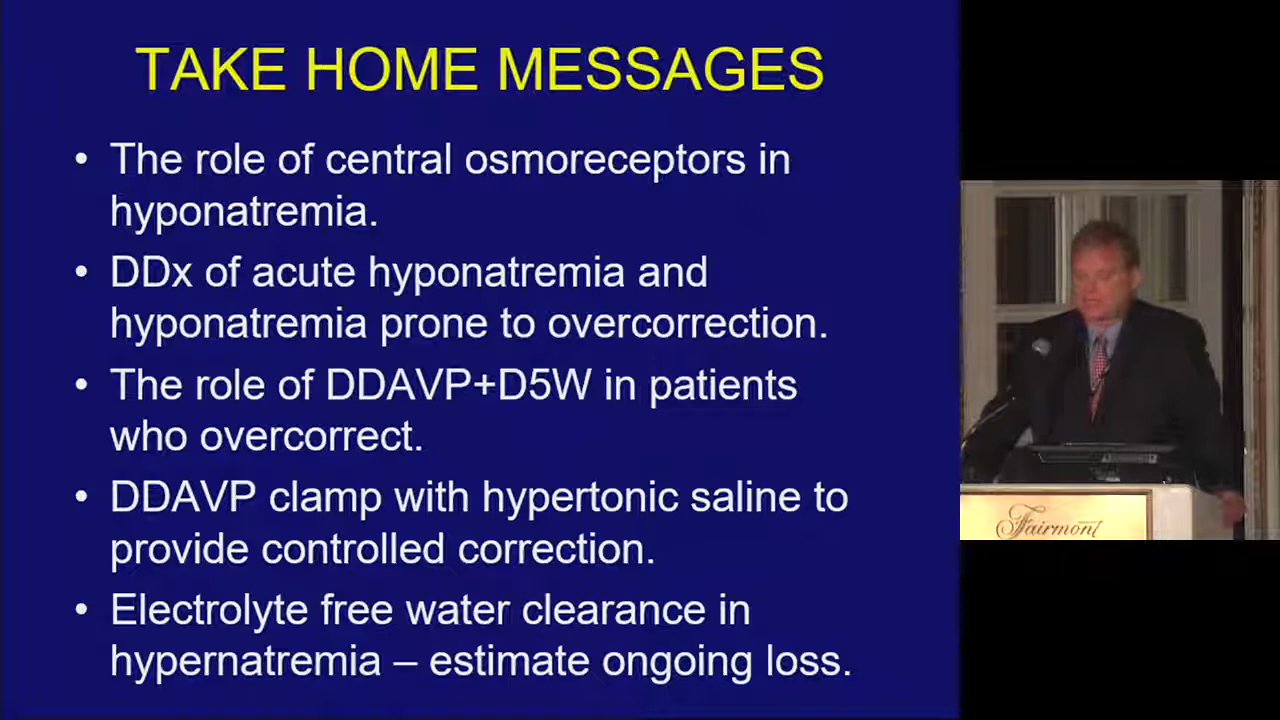 TAKE HOME MESSAGES
• The role of central osmoreceptors in
hyponatremia.
• DDx of acute hyponatremia and
hyponatremia prone to overcorrection.
• The role of DDAVP+D5W in patients
who overcorrect.
• DDAVP clamp with hypertonic saline to
provide controlled correction.
• Electrolyte free water clearance in
hypernatremia – estimate ongoing loss.
Fairmont